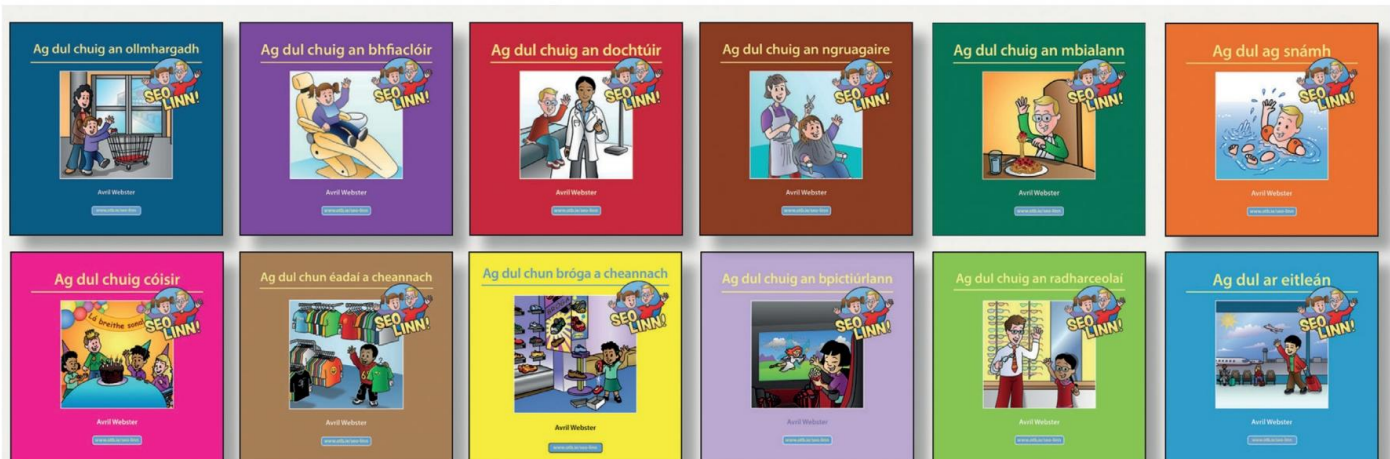 Ag dul chuig an ollmhargadh
SEO
LINN!
Avril Webster
Ag dul chuig an bhfiaclóir
SEO
LINN!
Avril Webster
Ag dul chuig an dochtúir
SEO
LINN!
Avril Webster
Ag dul chuig an ngruagaire
SEO
LINN!
Avril Webster
Ag dul chuig an mbialann
SEO
LINN!
Avril Webster
Ag dul ag snámh
SEO
LINN!
Avril Webster
Ag dul chuig cóisir
Lá breithe sona
SEO
LINN!
Avril Webster
Ag dul chun éadaí a cheannach
SEO
LINN!
Avril Webster
Ag dul chun bróga a cheannach
SEO
LINN!
Avril Webster
Ag dul chuig an bpictiúrlann
SEO
LINN!
Avril Webster
Ag dul chuig an radharceolaí
SEO
LINN!
Avril Webster
Ag dul ar eitleán
SEO
LINN!
Avril Webster